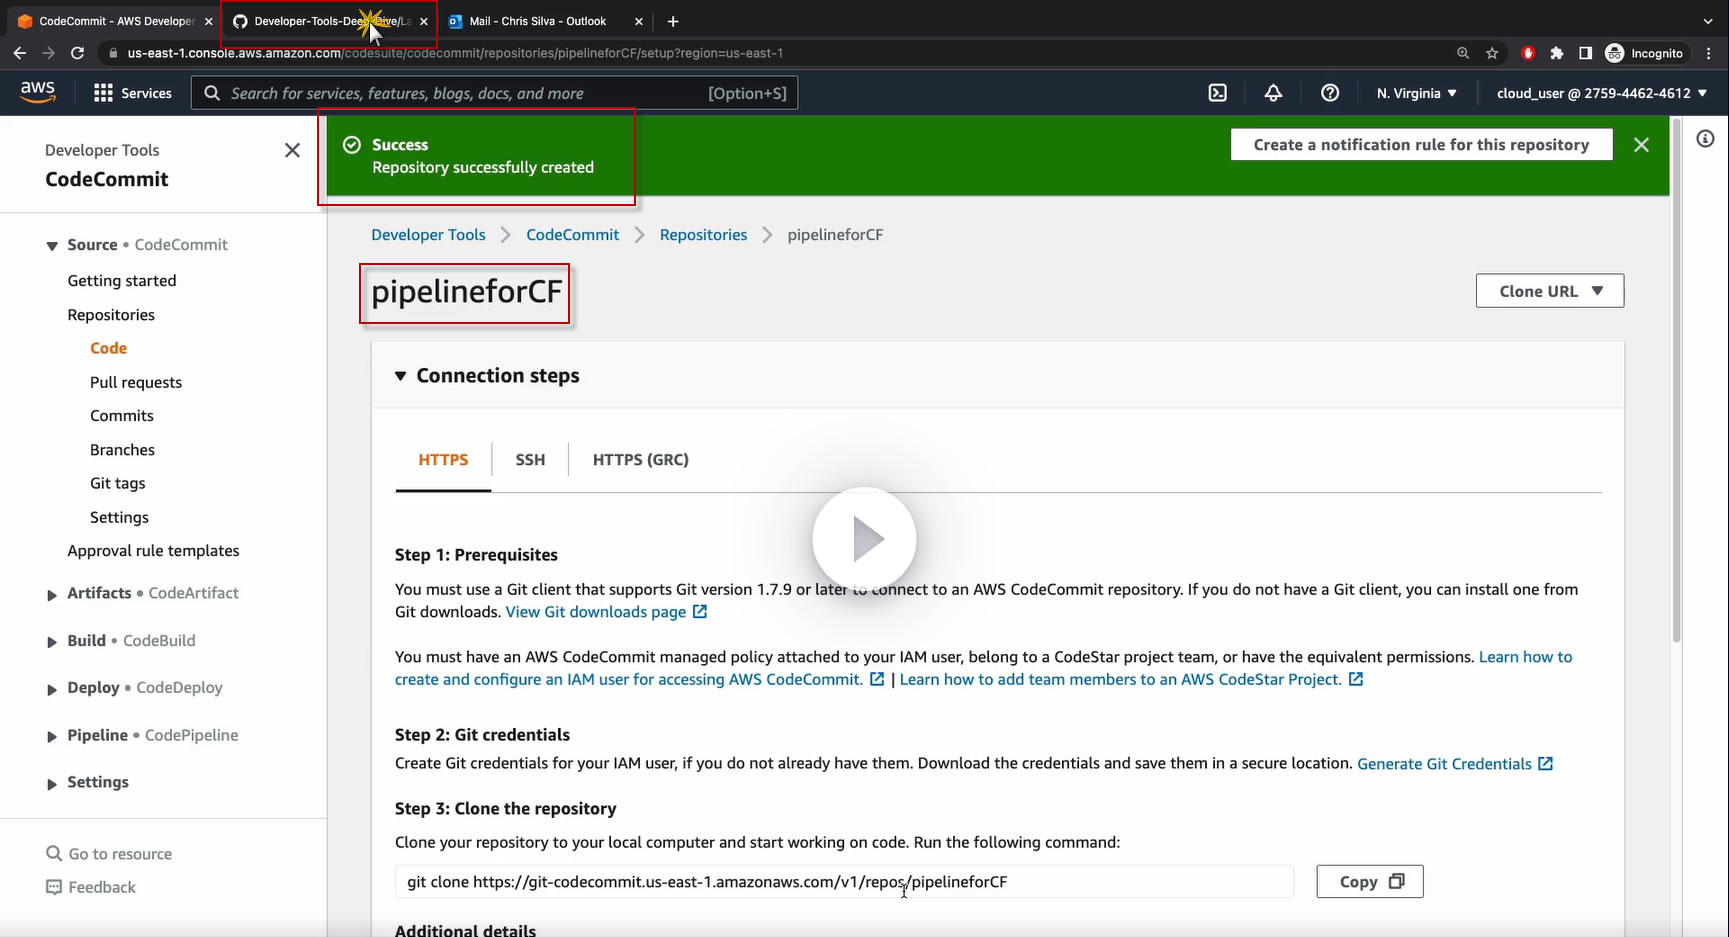 CodeCommit - AWS Developer
Developer-Tools-Deep-Dive/La
Mail - Chris Silva - Outlook
us-east-1.console.aws.amazon.com/codesuite/codecommit/repositories/pipelineforCF/setup?region=us-east-1
Incognito
aws
Services
Search for services, features, blogs, docs, and more
[Option+S]
N. Virginia
cloud_user @ 2759-4462-4612
Developer Tools
CodeCommit
Source • CodeCommit
Getting started
Repositories
Code
Pull requests
Commits
Branches
Git tags
Settings
Approval rule templates
Artifacts • CodeArtifact
Build • CodeBuild
Deploy • CodeDeploy
Pipeline • CodePipeline
Settings
Go to resource
Feedback
Success
Repository successfully created
Create a notification rule for this repository
Developer Tools
CodeCommit
Repositories
pipelineforCF
pipelineforCF
Clone URL
Connection steps
HTTPS
SSH
HTTPS (GRC)
Step 1: Prerequisites
You must use a Git client that supports Git version 1.7.9 or later to connect to an AWS CodeCommit repository. If you do not have a Git client, you can install one from
Git downloads. View Git downloads page
You must have an AWS CodeCommit managed policy attached to your IAM user, belong to a CodeStar project team, or have the equivalent permissions. Learn how to
create and configure an IAM user for accessing AWS CodeCommit. | Learn how to add team members to an AWS CodeStar Project.
Step 2: Git credentials
Create Git credentials for your IAM user, if you do not already have them. Download the credentials and save them in a secure location. Generate Git Credentials
Step 3: Clone the repository
Clone your repository to your local computer and start working on code. Run the following command:
git clone https://git-codecommit.us-east-1.amazonaws.com/v1/repos/pipelineforCF
Copy
Additional details